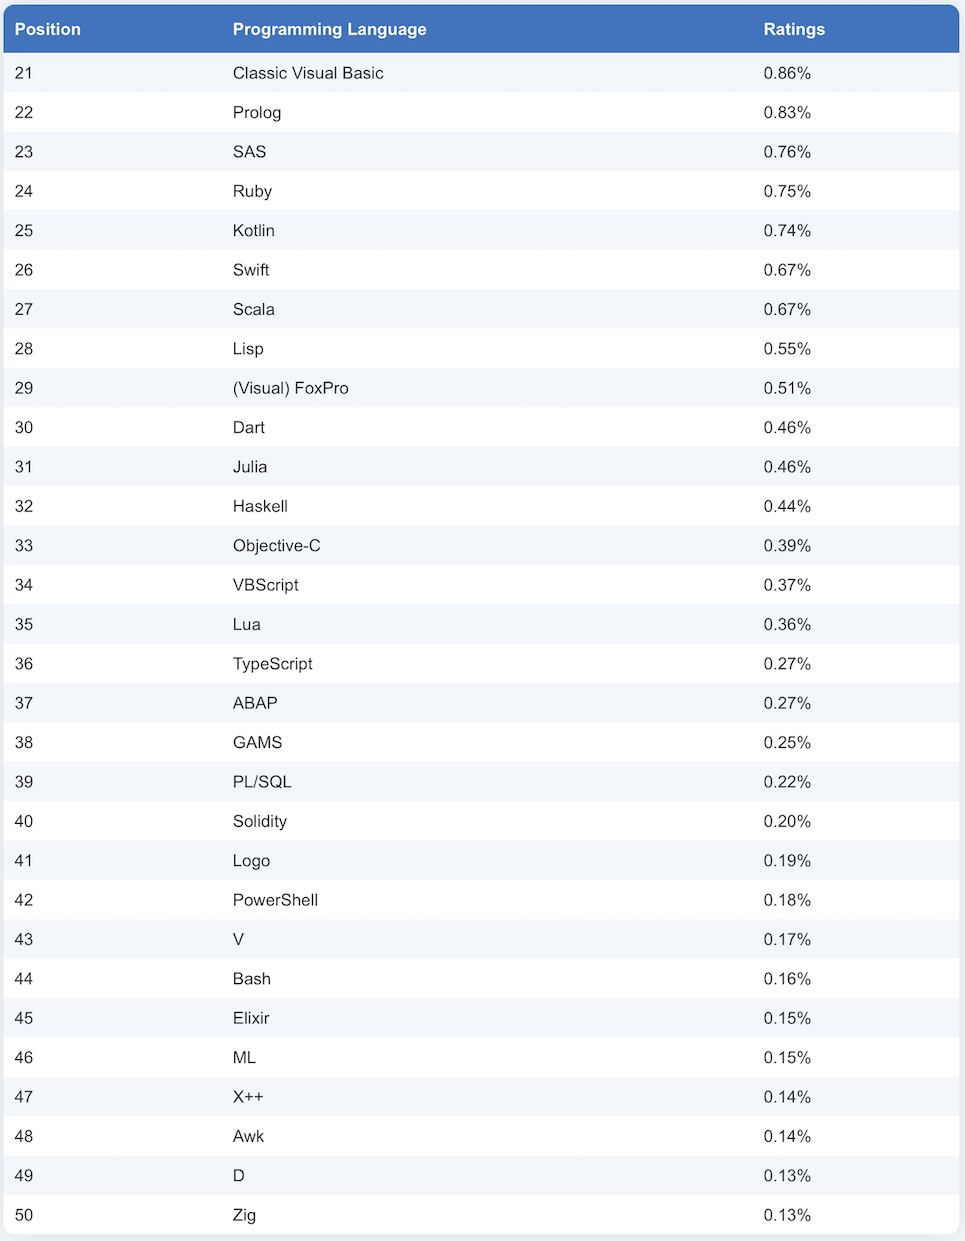 Position Programming Language Ratings
21 Classic Visual Basic 0.86%
22 Prolog 0.83%
23 SAS 0.76%
24 Ruby 0.75%
25 Kotlin 0.74%
26 Swift 0.67%
27 Scala 0.67%
28 Lisp 0.55%
29 (Visual) FoxPro 0.51%
30 Dart 0.46%
31 Julia 0.46%
32 Haskell 0.44%
33 Objective-C 0.39%
34 VBScript 0.37%
35 Lua 0.36%
36 TypeScript 0.27%
37 ABAP 0.27%
38 GAMS 0.25%
39 PL/SQL 0.22%
40 Solidity 0.20%
41 Logo 0.19%
42 PowerShell 0.18%
43 V 0.17%
44 Bash 0.16%
45 Elixir 0.15%
46 ML 0.15%
47 X++ 0.14%
48 Awk 0.14%
49 D 0.13%
50 Zig 0.13%